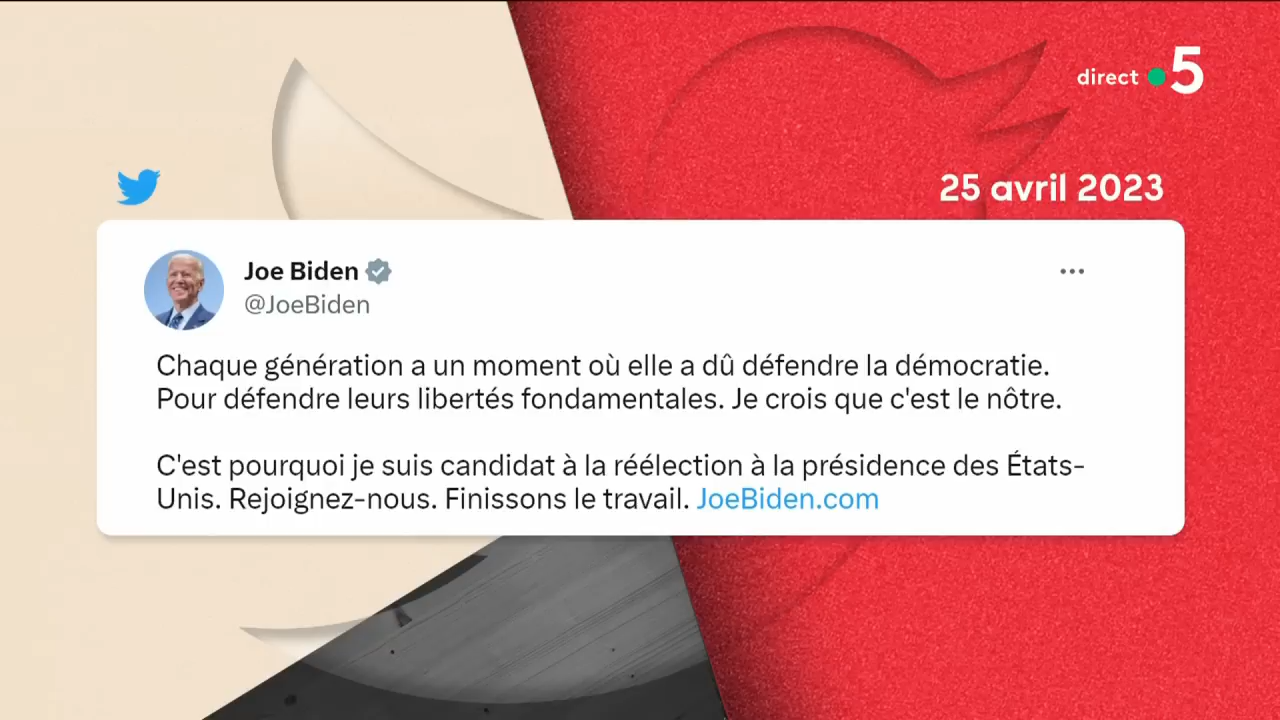 direct 5
25 avril 2023
Joe Biden
@JoeBiden
Chaque génération a un moment où elle a dû défendre la démocratie.
Pour défendre leurs libertés fondamentales. Je crois que c'est le nôtre.
C'est pourquoi je suis candidat à la réélection à la présidence des États-
Unis. Rejoignez-nous. Finissons le travail. JoeBiden.com